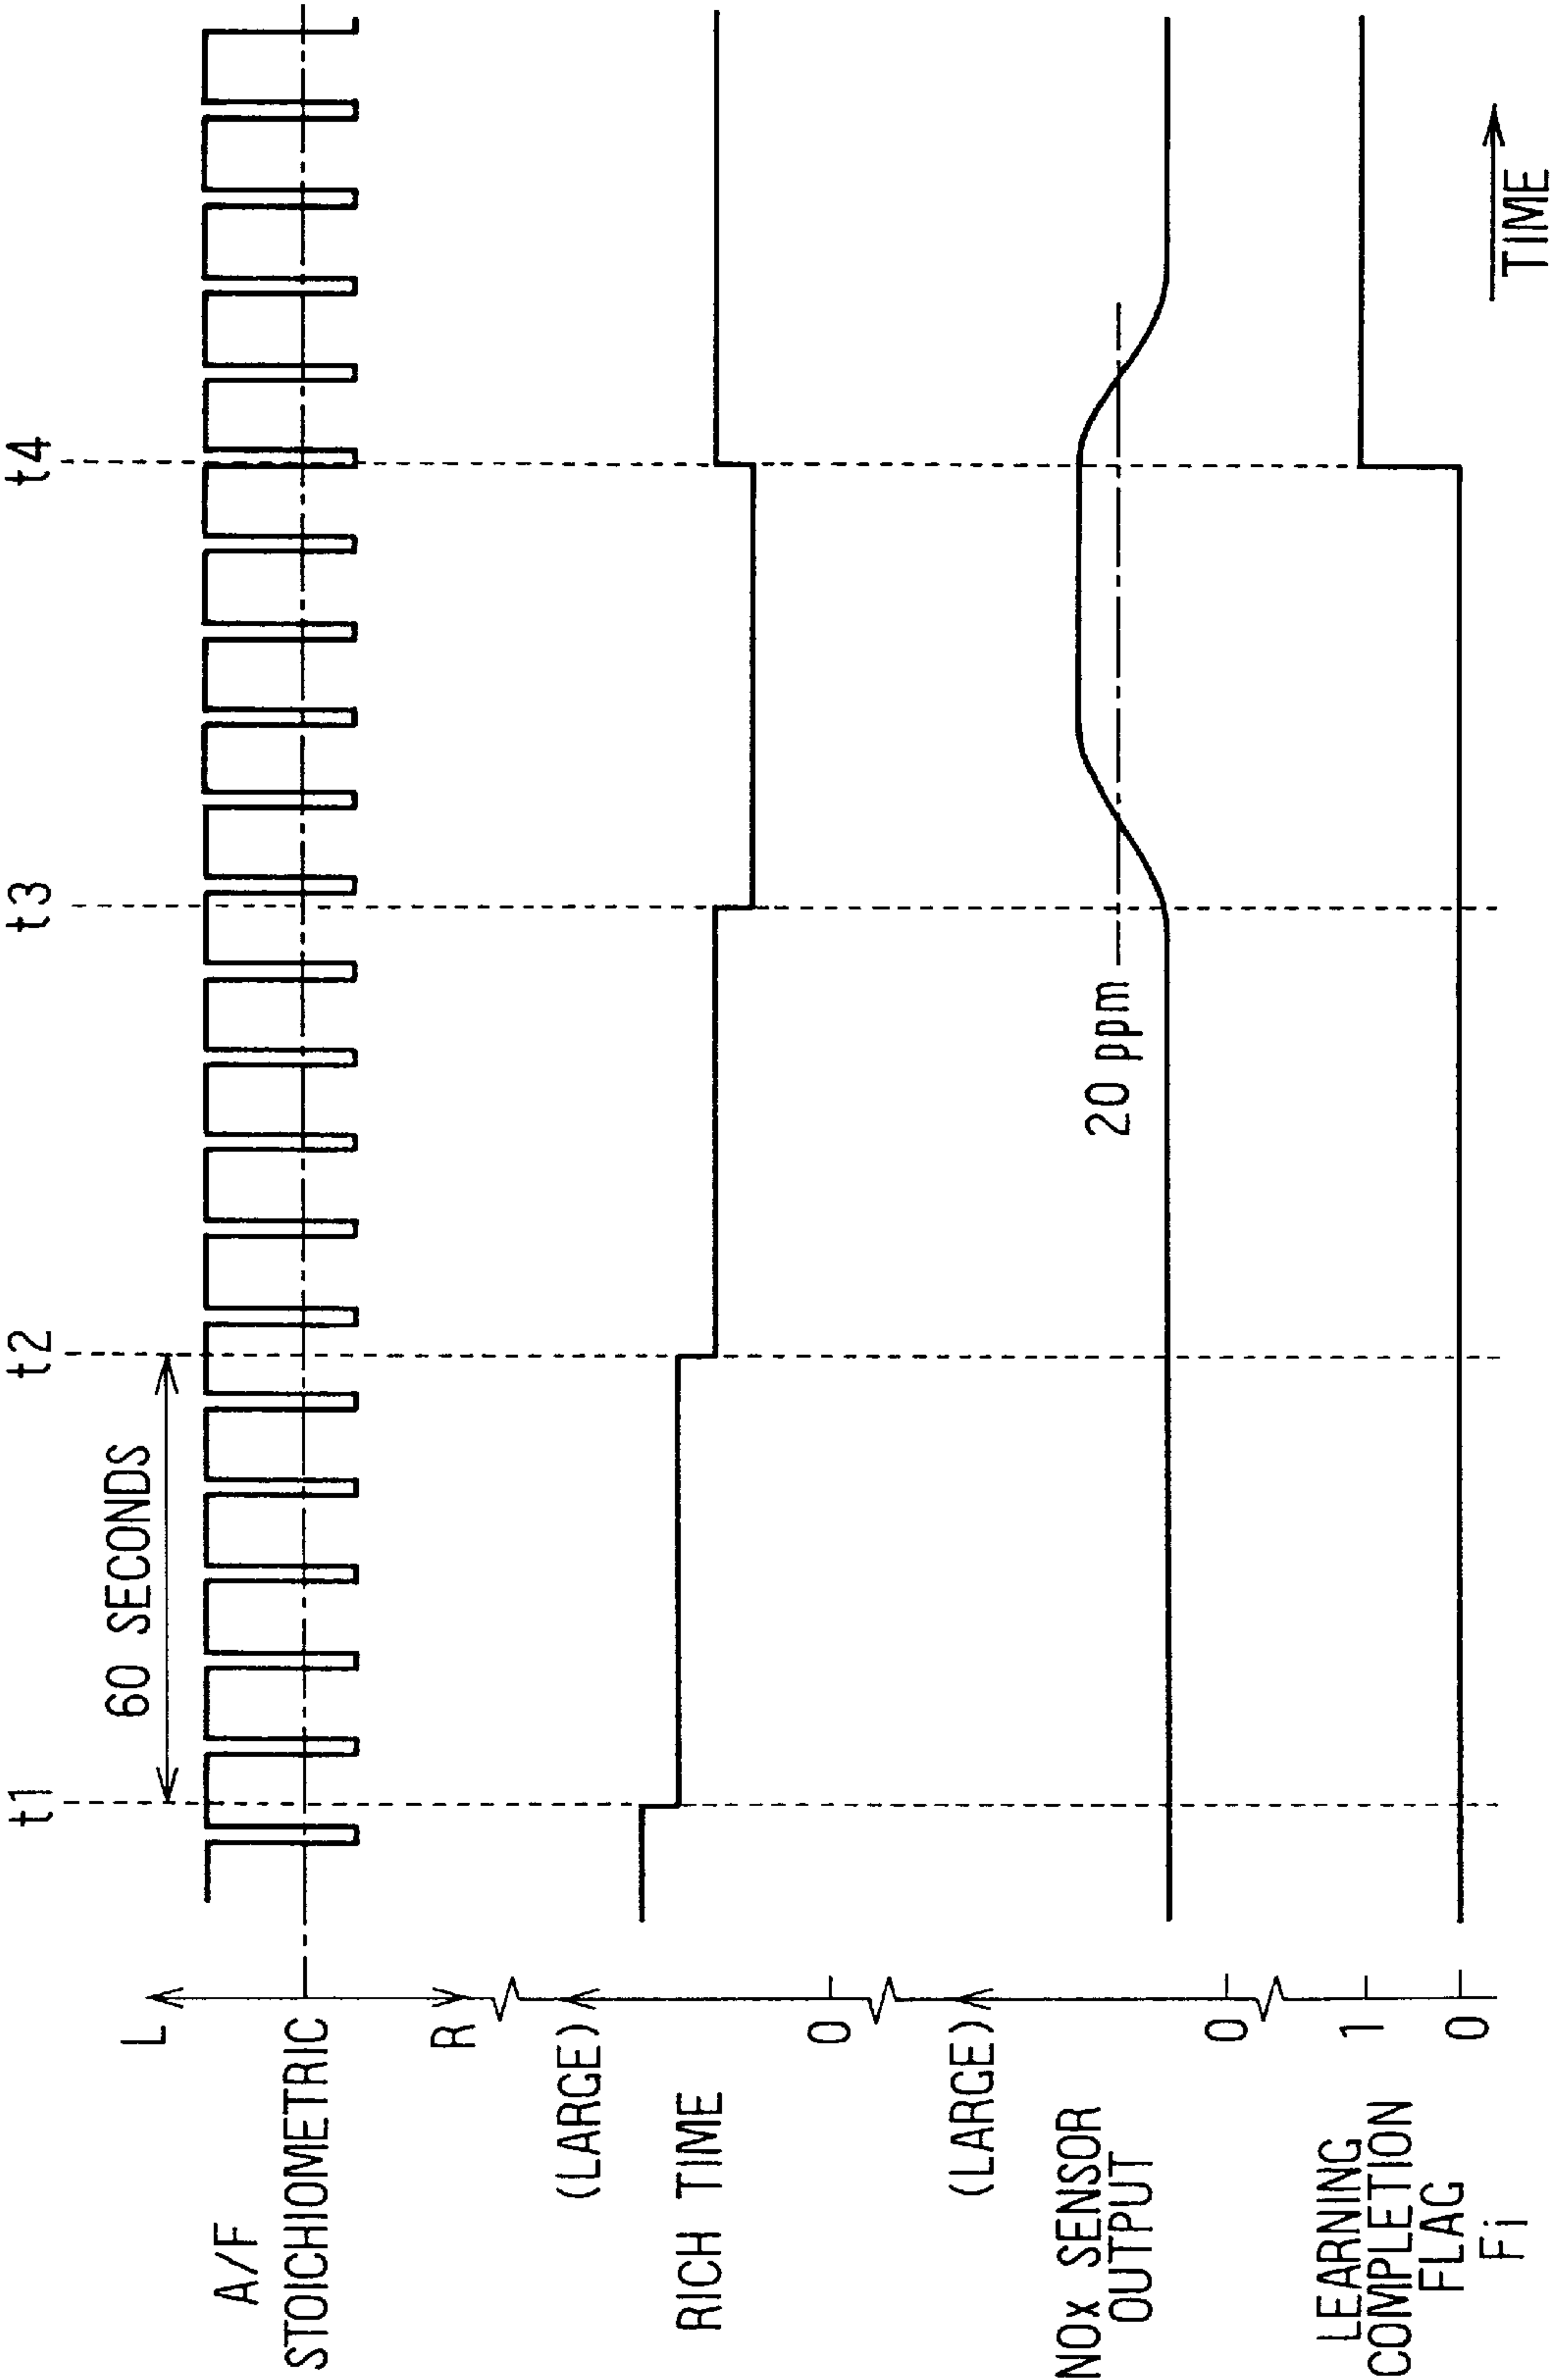 t1
t2
t3
t4
60 SECONDS
L
A/F
STOICHIOMETRIC
R
(LARGE)
RICH TIME
0
(LARGE)
NOx SENSOR
OUTPUT
20 ppm
0
LEARNING
COMPLETION
FLAG
Fi
1
0
TIME